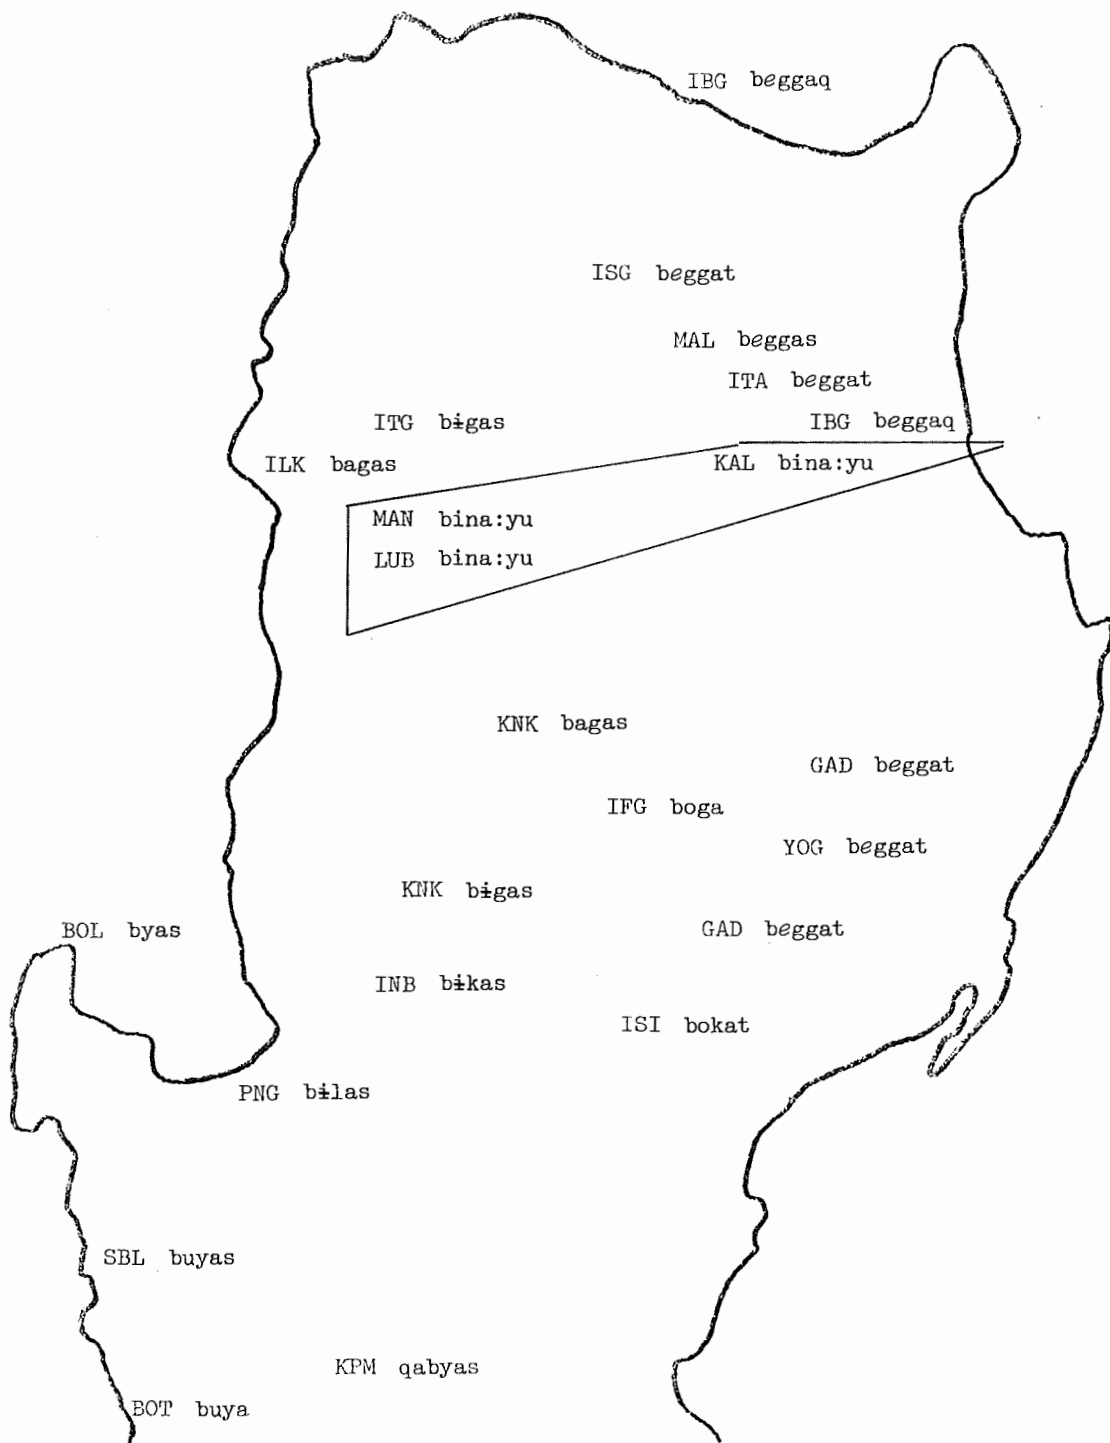 IBG beggaq
ISG beggat
MAL beggas
ITA beggat
ITG bɨgas
IBG beggaq
ILK bagas
KAL bina:yu
MAN bina:yu
LUB bina:yu
KNK bagas
GAD beggat
IFG boga
YOG beggat
KNK bɨgas
BOL byas
GAD beggat
INB bɨkas
ISI bokat
PNG bɨlas
SBL buyas
KPM qabyas
BOT buya